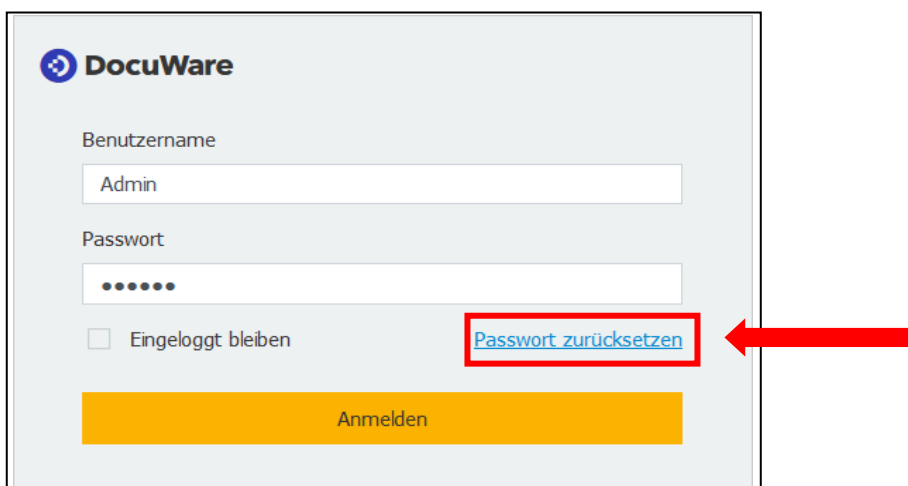 DocuWare
Benutzername
Admin
Passwort
••••••
Eingeloggt bleiben Passwort zurücksetzen
Anmelden